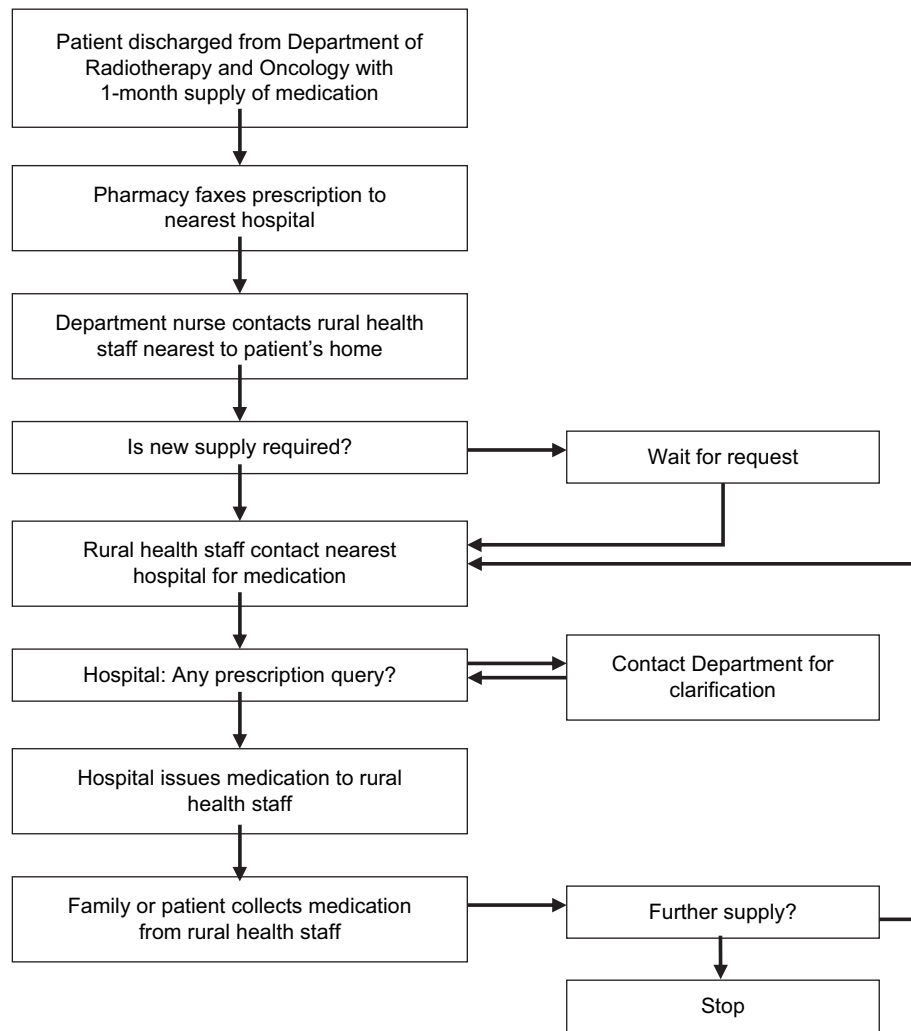 Patient discharged from Department of
Radiotherapy and Oncology with
1-month supply of medication
Pharmacy faxes prescription to
nearest hospital
Department nurse contacts rural health
staff nearest to patient’s home
Is new supply required?
Wait for request
Rural health staff contact nearest
hospital for medication
Hospital: Any prescription query?
Contact Department for
clarification
Hospital issues medication to rural
health staff
Family or patient collects medication
from rural health staff
Further supply?
Stop